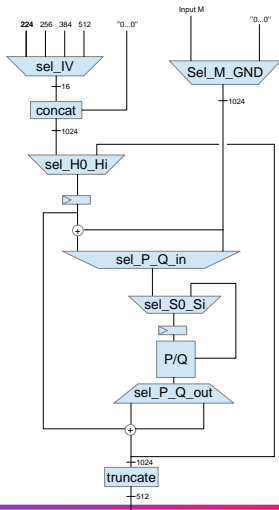 Input M
224 256 384 512 "0...0" "0...0"
sel_IV Sel_M_GND
16
concat 1024
1024
sel_H0_Hi
+
sel_P_Q_in
sel_S0_Si
P/Q
sel_P_Q_out
+
1024
truncate
512